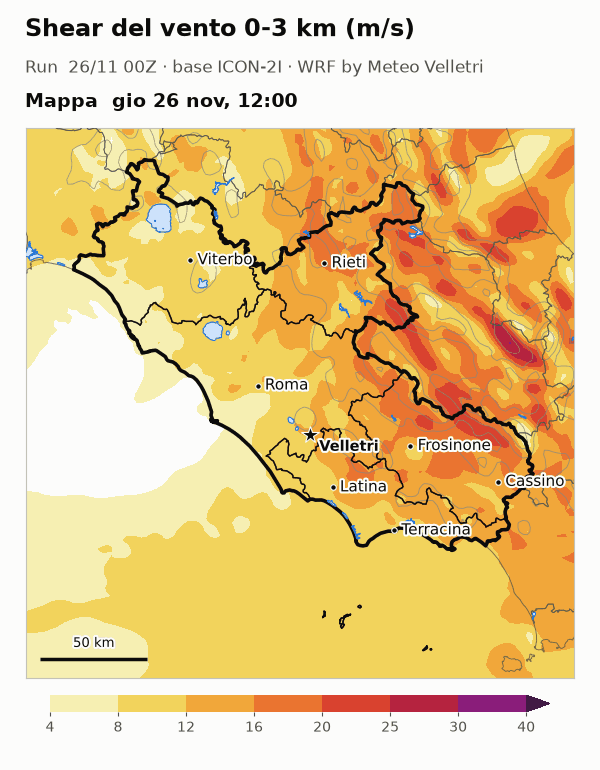 Shear del vento 0-3 km (m/s)
Run  26/11 00Z · base ICON-2I · WRF by Meteo Velletri
Mappa  gio 26 nov, 12:00
Viterbo
Rieti
Roma
Velletri
Frosinone
Latina
Cassino
Terracina
50 km
4 8 12 16 20 25 30 40